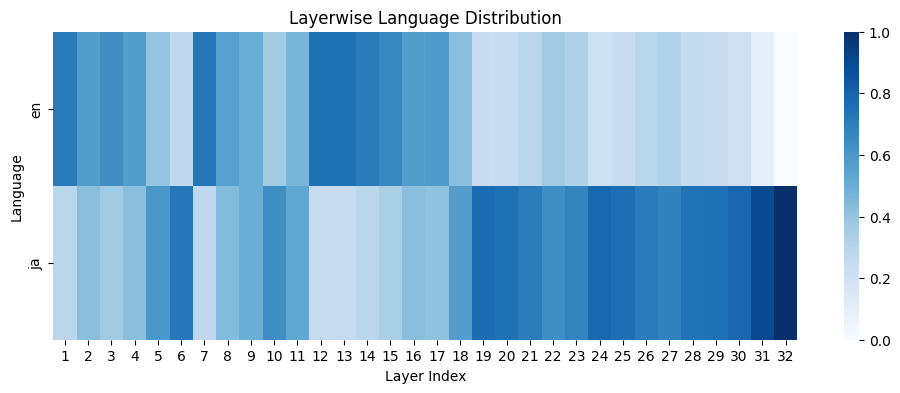 Layerwise Language Distribution
Language
en
ja
1 2 3 4 5 6 7 8 9 10 11 12 13 14 15 16 17 18 19 20 21 22 23 24 25 26 27 28 29 30 31 32
Layer Index
1.0
0.8
0.6
0.4
0.2
0.0